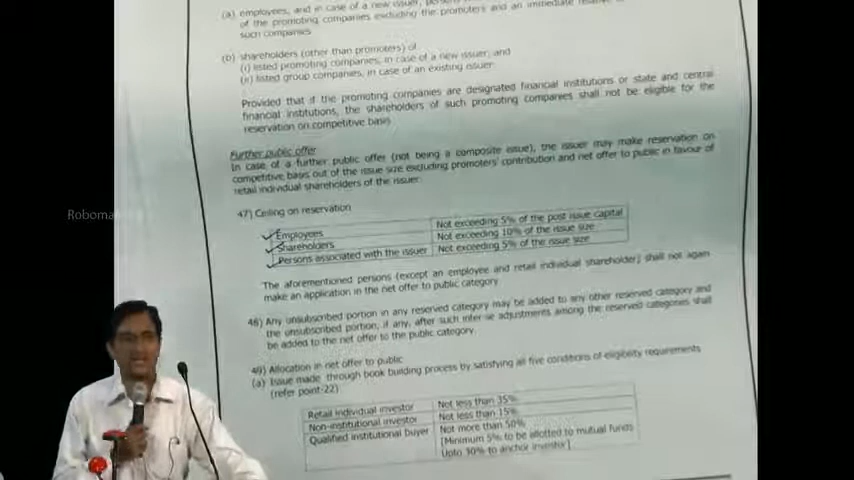 (a) employees, and in case of a new issuer,
of the promoting companies excluding the promoters and an immediate relative
such companies
(b) shareholders (other than promoters) of
(i) listed promoting companies, in case of a new issuer; and
(ii) listed group companies, in case of an existing issuer
Provided that if the promoting companies are designated financial institutions or state and central
financial institutions, the shareholders of such promoting companies shall not be eligible for the
reservation on competitive basis
Further public offer
In case of a further public offer (not being a composite issue), the issuer may make reservation on
competitive basis out of the issue size excluding promoters' contribution and net offer to public in favour of
retail individual shareholders of the issuer
47) Ceiling on reservation
Employees Not exceeding 5% of the post issue capital
Shareholders Not exceeding 10% of the issue size
Persons associated with the issuer Not exceeding 5% of the issue size
The aforementioned persons (except an employee and retail individual shareholder) shall not again
make an application in the net offer to public category
48) Any unsubscribed portion in any reserved category may be added to any other reserved category and
the unsubscribed portion, if any, after such inter-se adjustments among the reserved categories shall
be added to the net offer to the public category
49) Allocation in net offer to public
(a) Issue made through book building process by satisfying all five conditions of eligibility requirements
(refer point-22)
Retail individual investor Not less than 35%
Non-institutional investor Not less than 15%
Qualified institutional buyer Not more than 50%
[Minimum 5% to be allotted to mutual funds
Upto 30% to anchor investor]